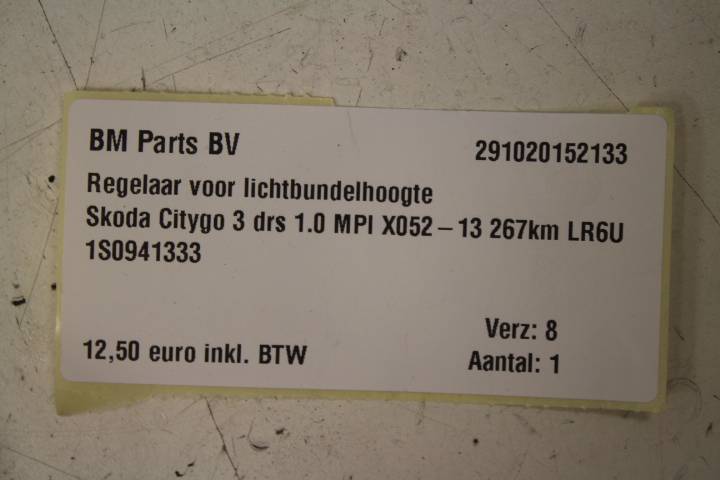 BM Parts BV 291020152133
Regelaar voor lichtbundelhoogte
Skoda Citygo 3 drs 1.0 MPI X052 – 13 267km LR6U
1S0941333
Verz: 8
12,50 euro inkl. BTW Aantal: 1